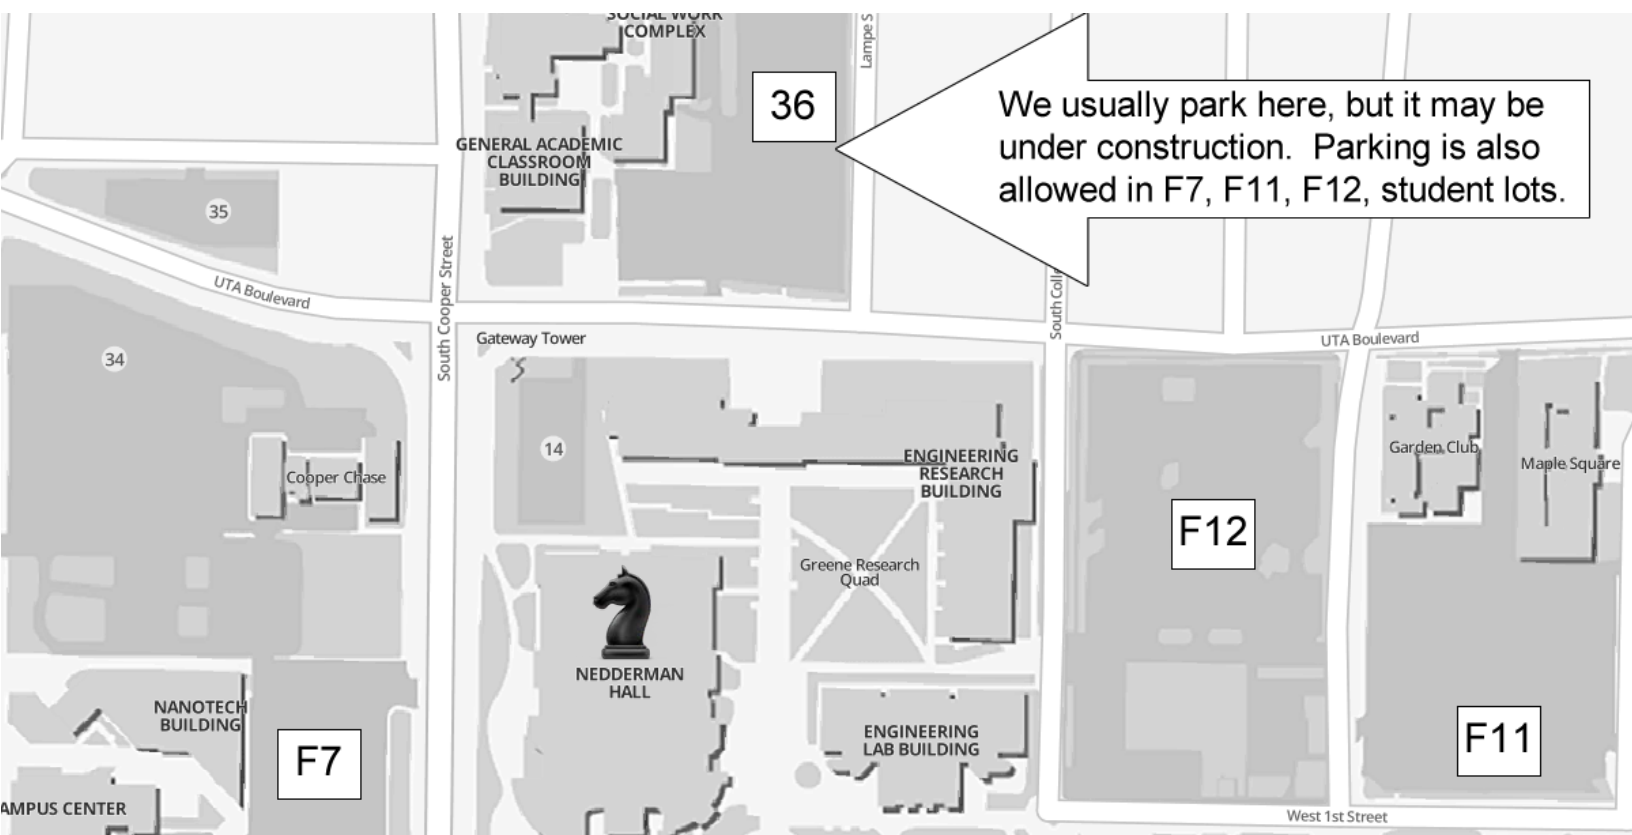 SOCIAL WORK
COMPLEX
Lampe S
36
We usually park here, but it may be
under construction.  Parking is also
allowed in F7, F11, F12, student lots.
GENERAL ACADEMIC
CLASSROOM
BUILDING
35
UTA Boulevard
South Cooper Street
South Colle
Gateway Tower
UTA Boulevard
34
14
Cooper Chase
ENGINEERING
RESEARCH
BUILDING
Garden Club
Maple Square
F12
Greene Research
Quad
NEDDERMAN
HALL
NANOTECH
BUILDING
F7
ENGINEERING
LAB BUILDING
F11
AMPUS CENTER
West 1st Street